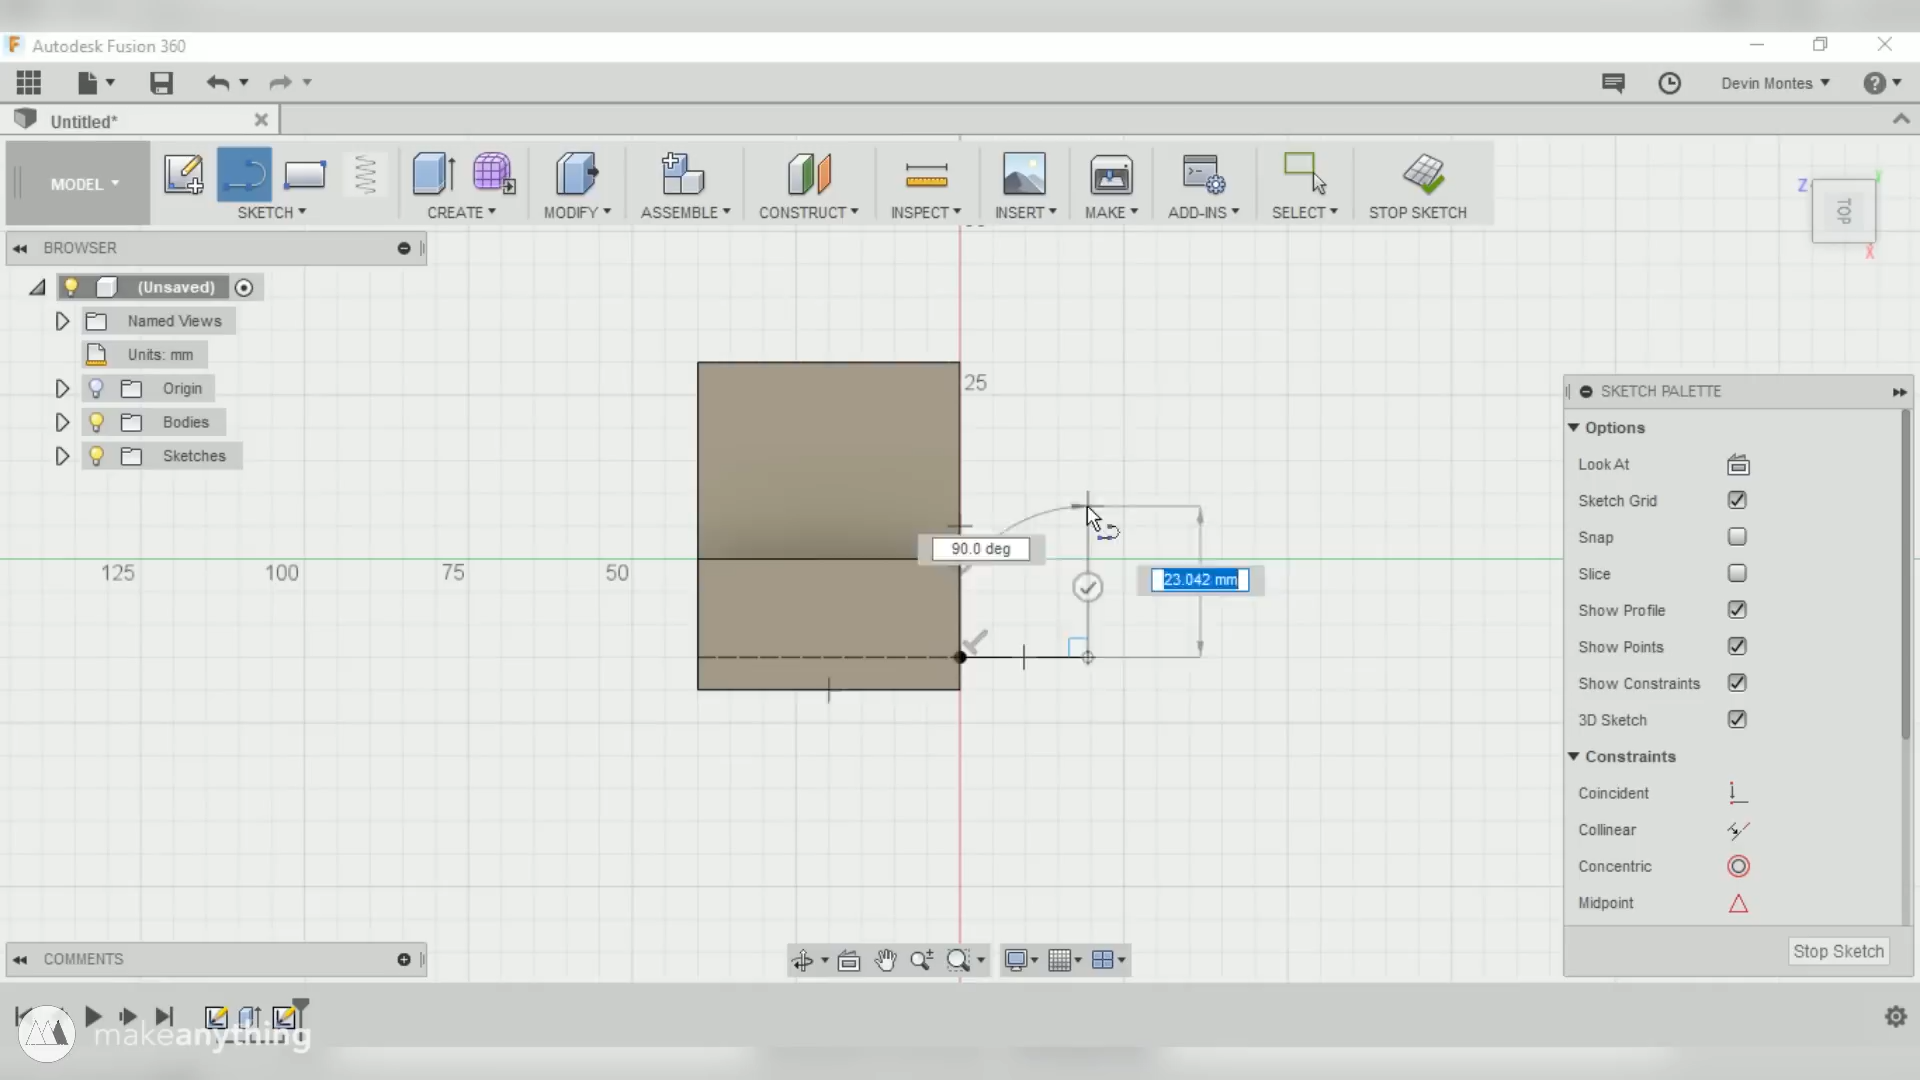 Autodesk Fusion 360
Devin Montes
Untitled*
MODEL
SKETCH
CREATE
MODIFY
ASSEMBLE
CONSTRUCT
INSPECT
INSERT
MAKE
ADD-INS
SELECT
STOP SKETCH
Z
TOP
X
BROWSER
(Unsaved)
Named Views
Units: mm
Origin
Bodies
Sketches
25
125
100
75
50
90.0 deg
23.042 mm
SKETCH PALETTE
Options
Look At
Sketch Grid
Snap
Slice
Show Profile
Show Points
Show Constraints
3D Sketch
Constraints
Coincident
Collinear
Concentric
Midpoint
Stop Sketch
COMMENTS
makeanything